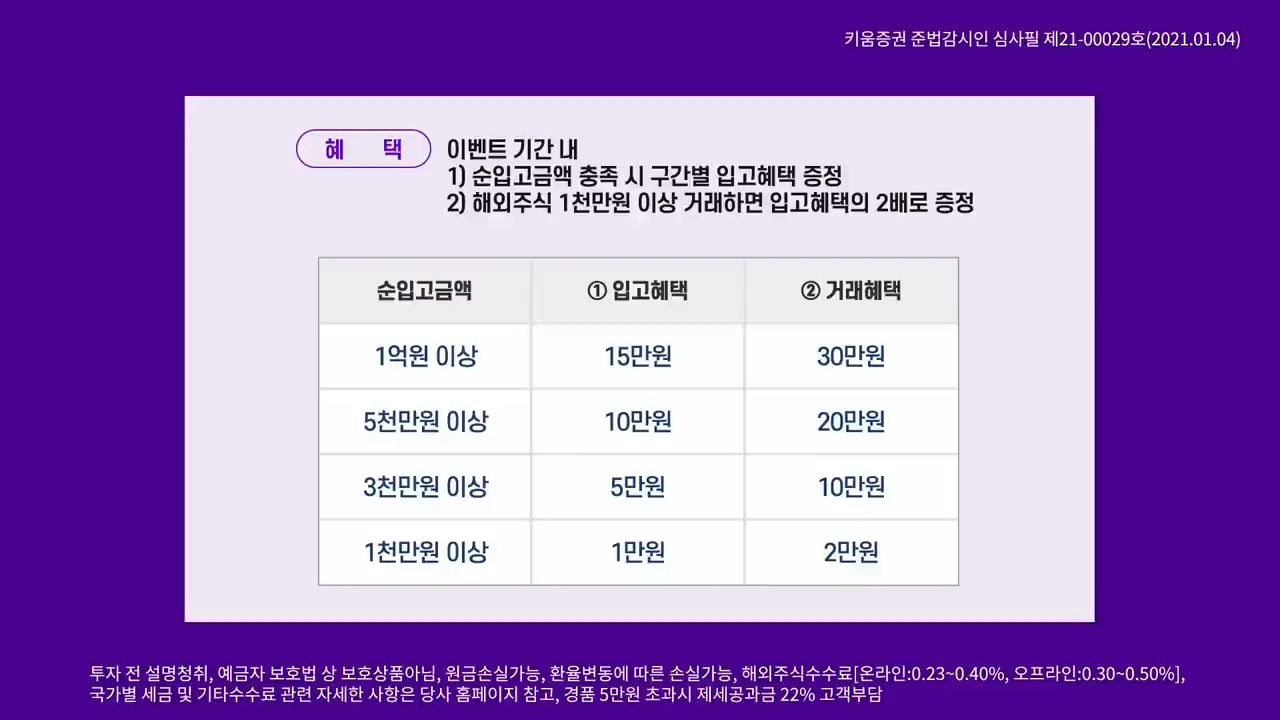 키움증권 준법감시인 심사필 제21-00029호(2021.01.04)
혜 택
이벤트 기간 내
1) 순입고금액 충족 시 구간별 입고혜택 증정
2) 해외주식 1천만원 이상 거래하면 입고혜택의 2배로 증정
순입고금액 ① 입고혜택 ② 거래혜택
1억원 이상 15만원 30만원
5천만원 이상 10만원 20만원
3천만원 이상 5만원 10만원
1천만원 이상 1만원 2만원
투자 전 설명청취, 예금자 보호법 상 보호상품아님, 원금손실가능, 환율변동에 따른 손실가능, 해외주식수수료[온라인:0.23~0.40%, 오프라인:0.30~0.50%],
국가별 세금 및 기타수수료 관련 자세한 사항은 당사 홈페이지 참고, 경품 5만원 초과시 제세공과금 22% 고객부담